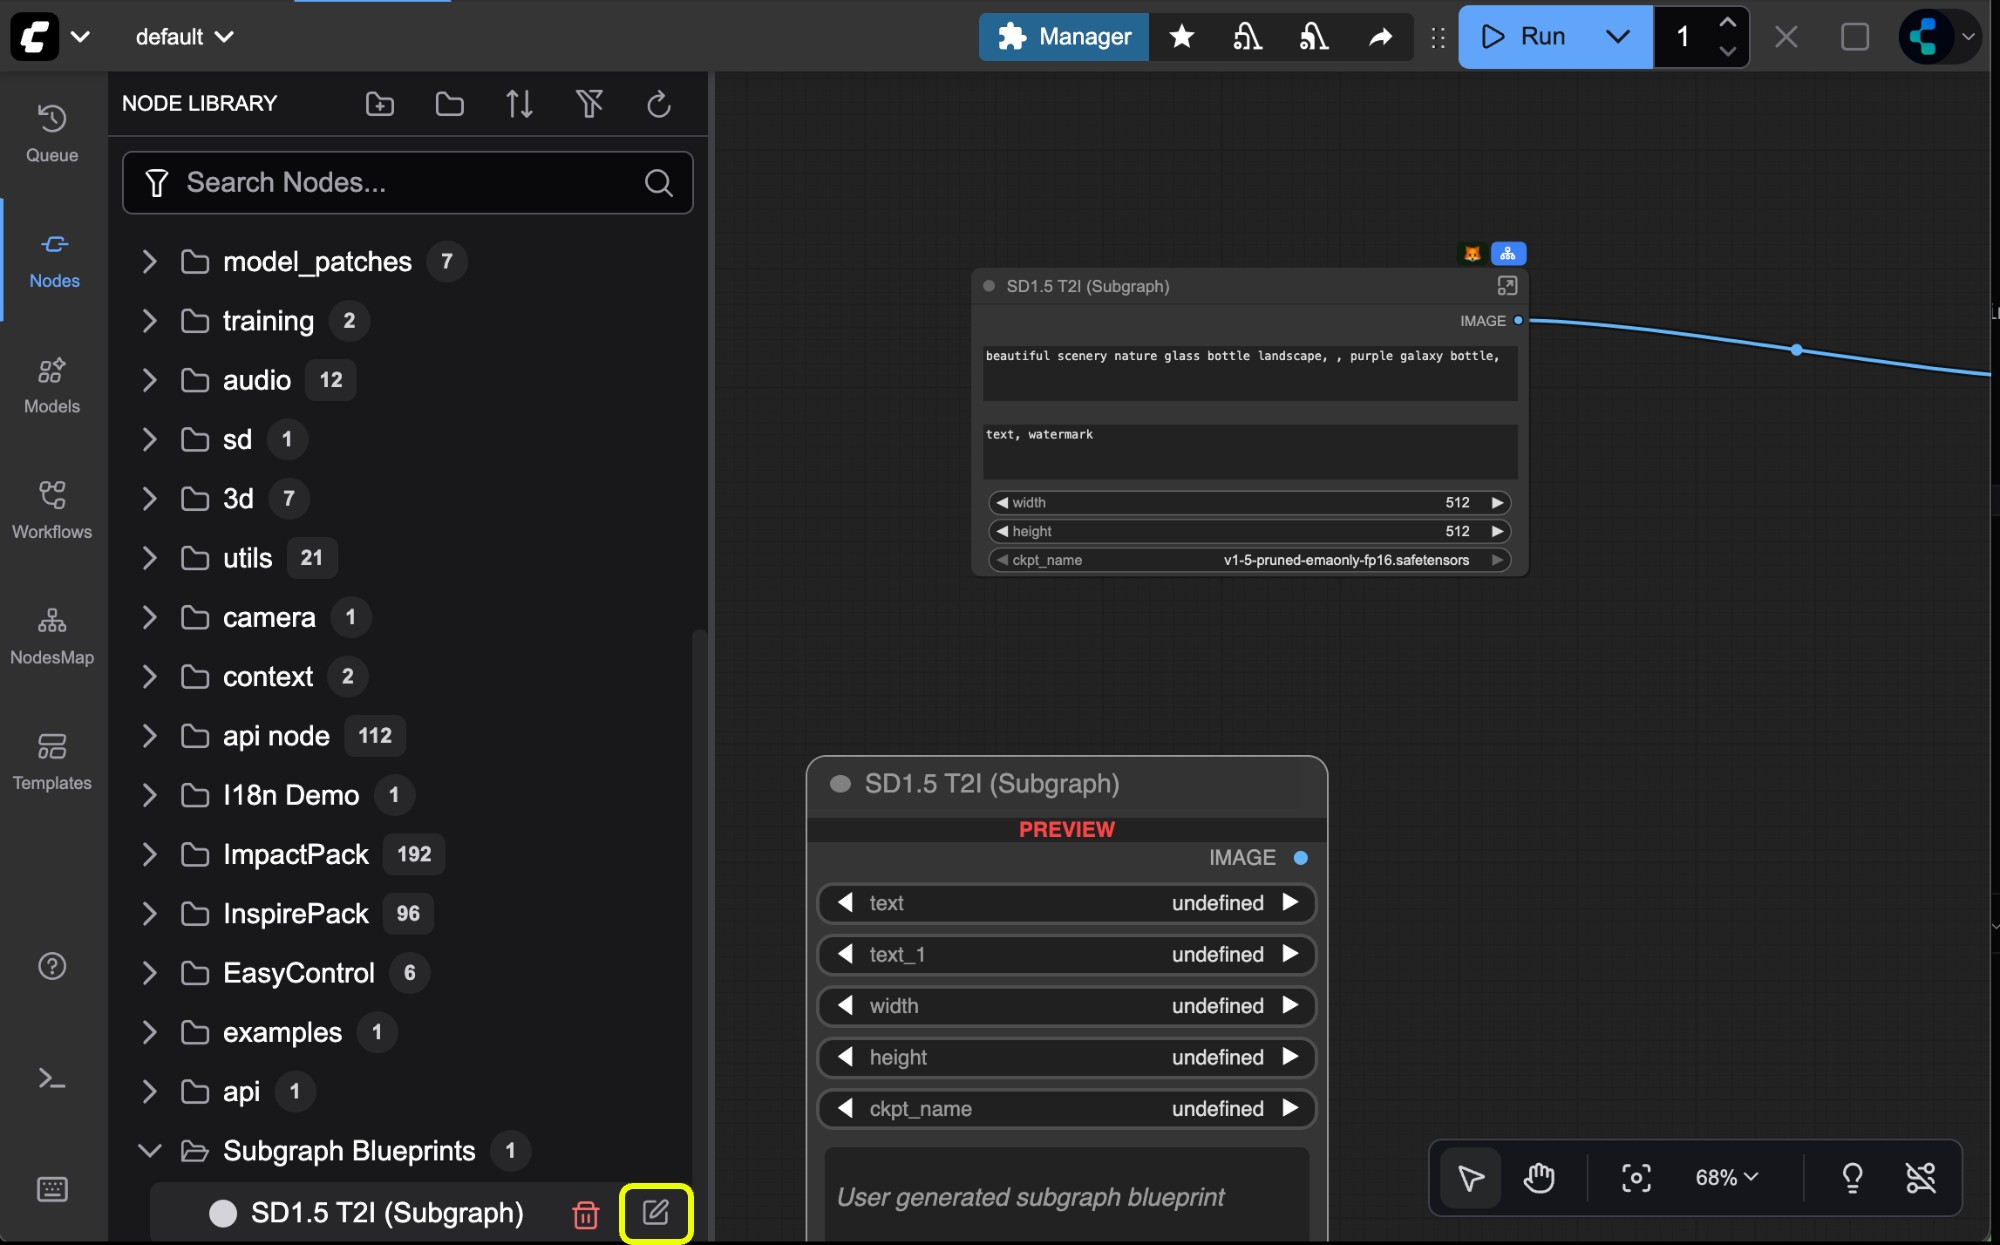 default
Manager
Run
1
Queue
Nodes
Models
Workflows
NodesMap
Templates
NODE LIBRARY
Search Nodes...
model_patches 7
training 2
audio 12
sd 1
3d 7
utils 21
camera 1
context 2
api node 112
I18n Demo 1
ImpactPack 192
InspirePack 96
EasyControl 6
examples 1
api 1
Subgraph Blueprints 1
SD1.5 T2I (Subgraph)
SD1.5 T2I (Subgraph)
IMAGE
beautiful scenery nature glass bottle landscape, , purple galaxy bottle,
text, watermark
width 512
height 512
ckpt_name v1-5-pruned-emaonly-fp16.safetensors
SD1.5 T2I (Subgraph)
PREVIEW
IMAGE
text undefined
text_1 undefined
width undefined
height undefined
ckpt_name undefined
User generated subgraph blueprint
68%